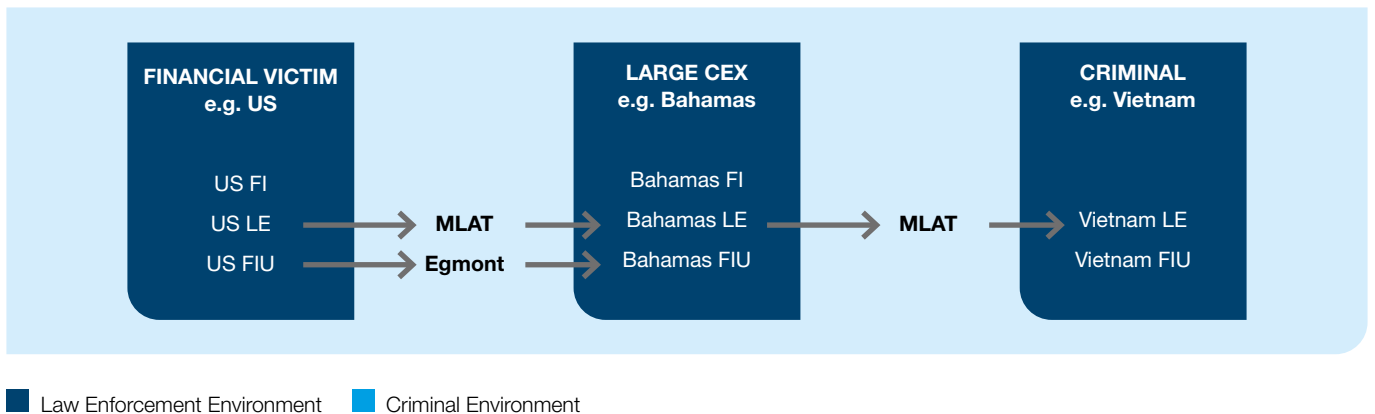 FINANCIAL VICTIM
e.g. US
US FI
US LE
US FIU
MLAT
Egmont
LARGE CEX
e.g. Bahamas
Bahamas FI
Bahamas LE
Bahamas FIU
MLAT
CRIMINAL
e.g. Vietnam
Vietnam LE
Vietnam FIU
Law Enforcement Environment
Criminal Environment